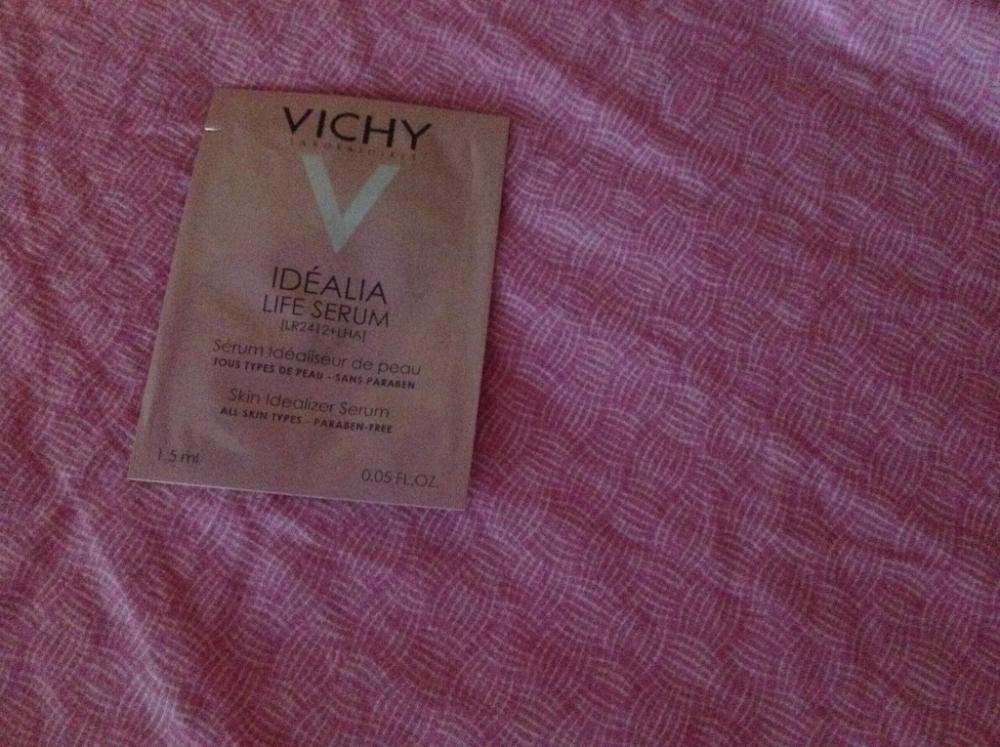 VICHY
LABORATOIRES
V
IDÉALIA
LIFE SERUM
[LR2412+LHA]
Sérum Idéaliseur de peau
TOUS TYPES DE PEAU - SANS PARABEN
Skin Idealizer Serum
ALL SKIN TYPES - PARABEN-FREE
1.5 ml
0.05 FL.OZ.